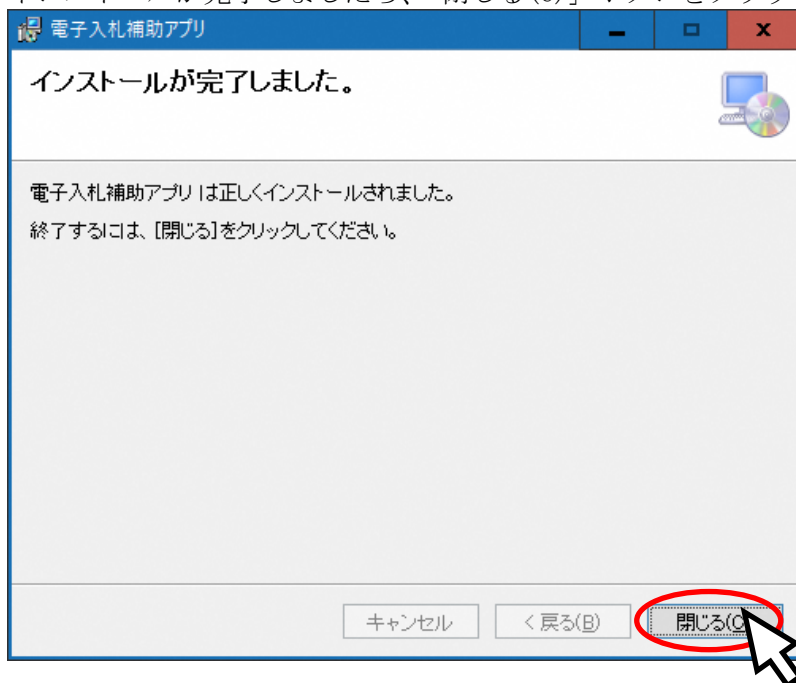 電子入札補助アプリ
インストールが完了しました。
電子入札補助アプリ は正しくインストールされました。
終了するには、[閉じる]をクリックしてください。
キャンセル
< 戻る(B)
閉じる(C